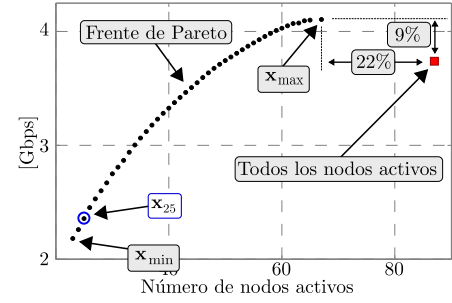 4
Frente de Pareto
9%
x_max
22%
[Gbps]
3
Todos los nodos activos
x_25
x_min
2
40
60
80
Número de nodos activos